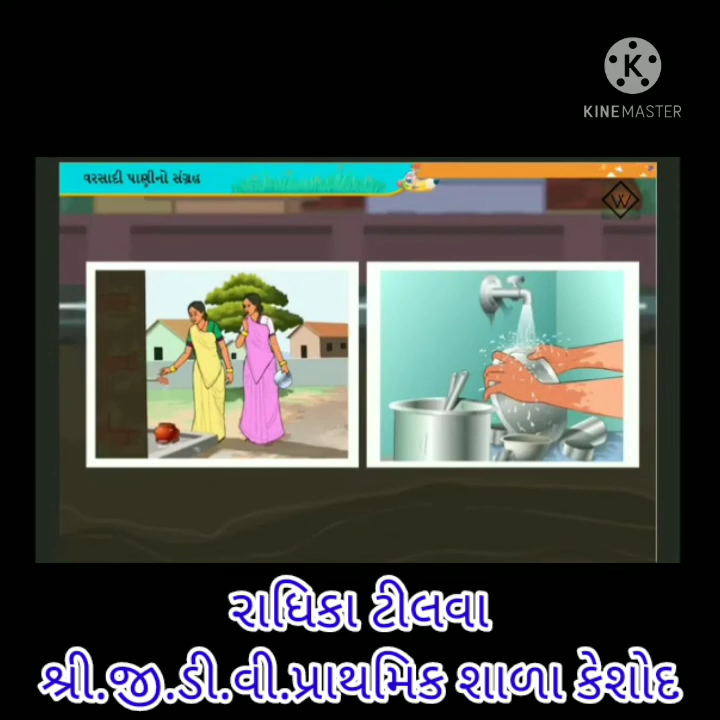 KINEMASTER
વરસાદી પાણીનો સંગ્રહ
રાધિકા ટીલવા
શ્રી.જી.ડી.વી.પ્રાથમિક શાળા કેશોદ